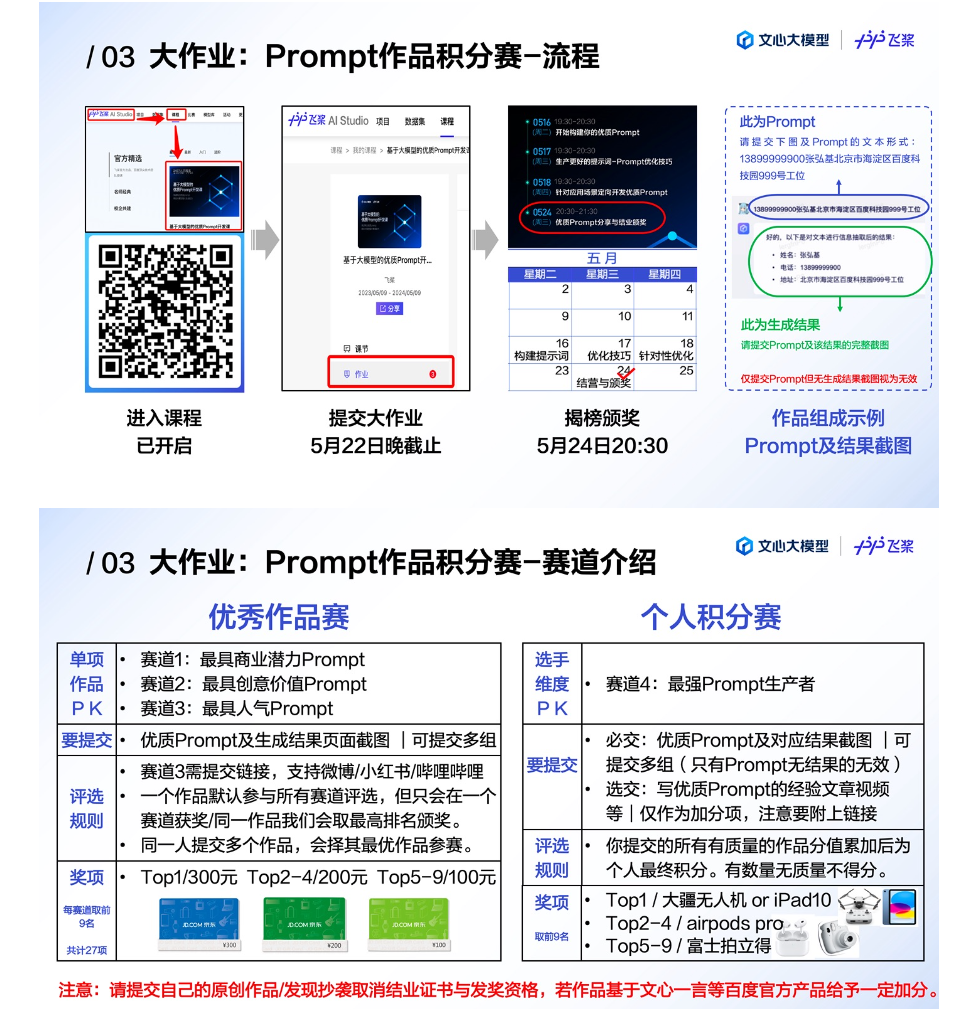 / 03 大作业：Prompt作品积分赛-流程
文心大模型 飞桨
飞桨 AI Studio 项目 课程 模型库 活动
官方精选
名师经典
校企共建
基于大模型的优质Prompt开发课
飞桨 AI Studio 项目 数据集 课程
课程 > 我的课程 > 基于大模型的优质Prompt开发课
基于大模型的优质Prompt开发课
基于大模型的优质Prompt开...
飞桨
2023/05/09 - 2024/05/09
分享
课节
作业 3
0516 19:30-20:30
(周二) 开始构建你的优质Prompt
0517 19:30-20:30
(周三) 生产更好的提示词-Prompt优化技巧
0518 19:30-20:30
(周四) 针对应用场景定向开发优质Prompt
0524 20:30-21:30
(周三) 优质Prompt分享与结业颁奖
五月
星期二 星期三 星期四
2 3 4
9 10 11
16 17 18
构建提示词 优化技巧 针对性优化
23 24 25
结营与颁奖
此为Prompt
请提交下图及Prompt的文本形式：
13899999900张弘基北京市海淀区百度科
技园999号工位
13899999900张弘基北京市海淀区百度科技园999号工位
好的，以下是对文本进行信息抽取后的结果：
• 姓名：张弘基
• 电话：13899999900
• 地址：北京市海淀区百度科技园999号工位
此为生成结果
请提交Prompt及该结果的完整截图
仅提交Prompt但无生成结果截图视为无效
进入课程
已开启
提交大作业
5月22日晚截止
揭榜颁奖
5月24日20:30
作品组成示例
Prompt及结果截图
/ 03 大作业：Prompt作品积分赛-赛道介绍
文心大模型 飞桨
优秀作品赛
单项
作品
P K
• 赛道1：最具商业潜力Prompt
• 赛道2：最具创意价值Prompt
• 赛道3：最具人气Prompt
要提交
• 优质Prompt及生成结果页面截图 ｜可提交多组
评选
规则
• 赛道3需提交链接，支持微博/小红书/哔哩哔哩
• 一个作品默认参与所有赛道评选，但只会在一个
赛道获奖/同一作品我们会取最高排名颁奖。
• 同一人提交多个作品，会择其最优作品参赛。
奖项
每赛道取前
9名
共计27项
• Top1/300元 Top2-4/200元 Top5-9/100元
JD.COM 京东 ¥300
JD.COM 京东 ¥200
JD.COM 京东 ¥100
个人积分赛
选手
维度
P K
• 赛道4：最强Prompt生产者
要提交
• 必交：优质Prompt及对应结果截图 ｜可
提交多组（只有Prompt无结果的无效）
• 选交：写优质Prompt的经验文章视频
等｜仅作为加分项，注意要附上链接
评选
规则
• 你提交的所有有质量的作品分值累加后为
个人最终积分。有数量无质量不得分。
奖项
取前9名
• Top1 / 大疆无人机 or iPad10
• Top2-4 / airpods pro
• Top5-9 / 富士拍立得
注意：请提交自己的原创作品/发现抄袭取消结业证书与发奖资格，若作品基于文心一言等百度官方产品给予一定加分。